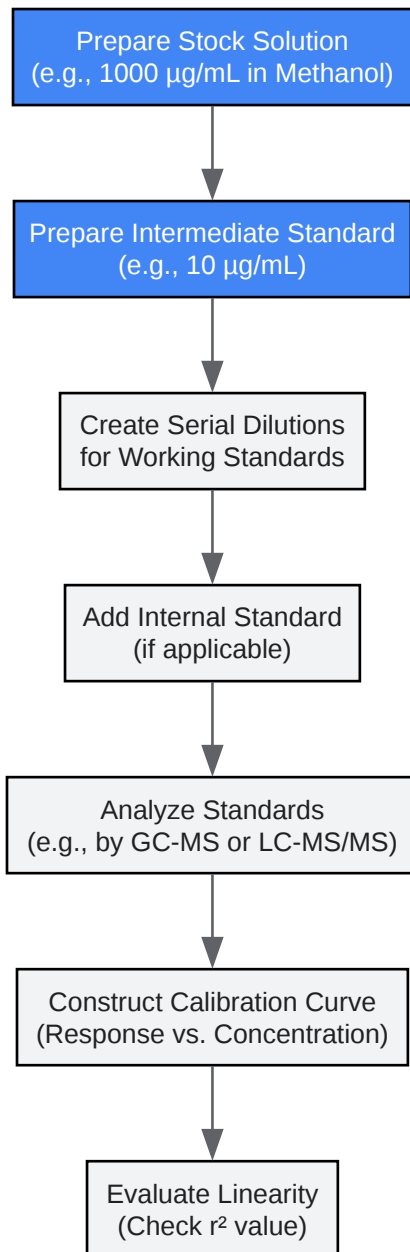 Prepare Stock Solution
(e.g., 1000 µg/mL in Methanol)
Prepare Intermediate Standard
(e.g., 10 µg/mL)
Create Serial Dilutions
for Working Standards
Add Internal Standard
(if applicable)
Analyze Standards
(e.g., by GC-MS or LC-MS/MS)
Construct Calibration Curve
(Response vs. Concentration)
Evaluate Linearity
(Check r² value)